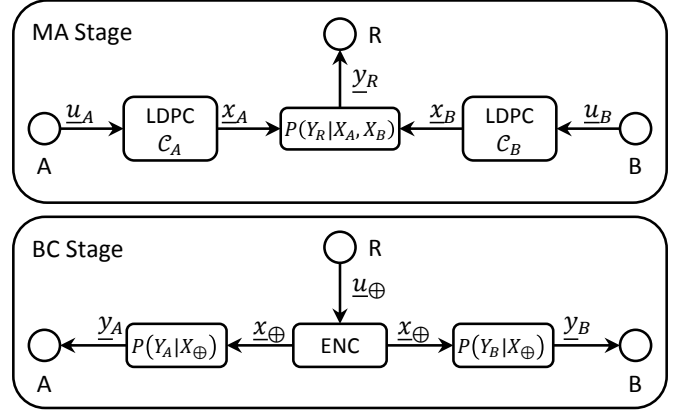 MA Stage
R
y_R
u_A LDPC C_A x_A P(Y_R|X_A, X_B) x_B LDPC C_B u_B
A B
BC Stage
R
u_⊕
y_A P(Y_A|X_⊕) x_⊕ ENC x_⊕ P(Y_B|X_⊕) y_B
A B